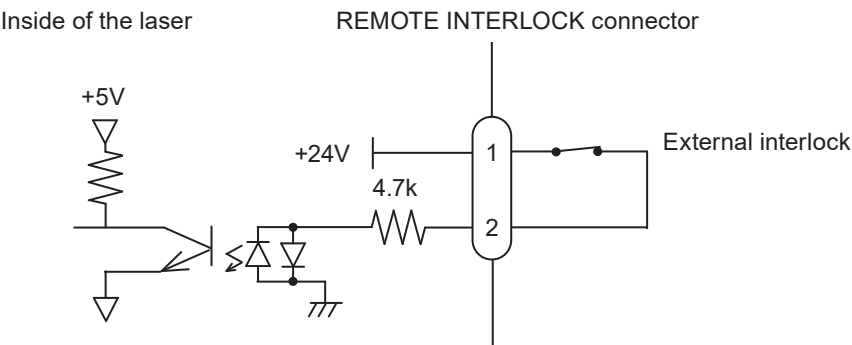 Inside of the laser
REMOTE INTERLOCK connector
+5V
+24V
1
External interlock
4.7k
2